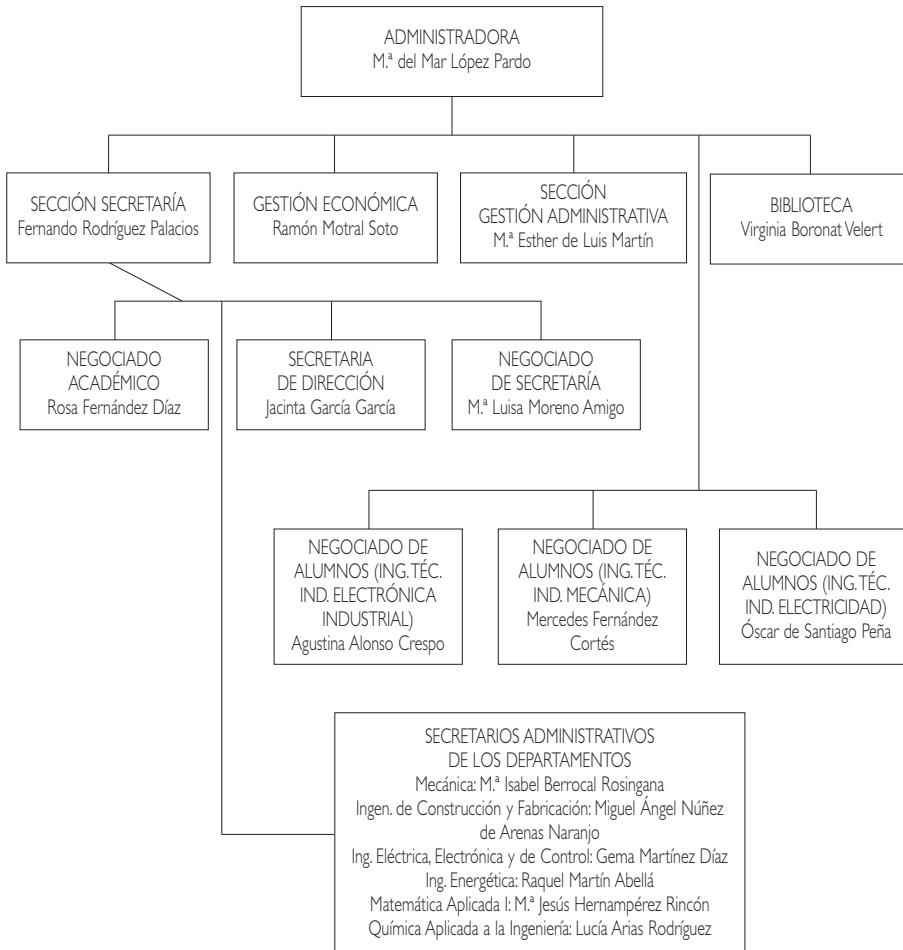 ADMINISTRADORA
M.ª del Mar López Pardo
SECCIÓN SECRETARÍA
Fernando Rodríguez Palacios
GESTIÓN ECONÓMICA
Ramón Motral Soto
SECCIÓN
GESTIÓN ADMINISTRATIVA
M.ª Esther de Luis Martín
BIBLIOTECA
Virginia Boronat Velert
NEGOCIADO
ACADÉMICO
Rosa Fernández Díaz
SECRETARIA
DE DIRECCIÓN
Jacinta García García
NEGOCIADO
DE SECRETARÍA
M.ª Luisa Moreno Amigo
NEGOCIADO DE
ALUMNOS (ING.TÉC.
IND. ELECTRÓNICA
INDUSTRIAL)
Agustina Alonso Crespo
NEGOCIADO DE
ALUMNOS (ING.TÉC.
IND. MECÁNICA)
Mercedes Fernández
Cortés
NEGOCIADO DE
ALUMNOS (ING.TÉC.
IND. ELECTRICIDAD)
Óscar de Santiago Peña
SECRETARIOS ADMINISTRATIVOS
DE LOS DEPARTAMENTOS
Mecánica: M.ª Isabel Berrocal Rosingana
Ingen. de Construcción y Fabricación: Miguel Ángel Núñez
de Arenas Naranjo
Ing. Eléctrica, Electrónica y de Control: Gema Martínez Díaz
Ing. Energética: Raquel Martín Abellá
Matemática Aplicada I: M.ª Jesús Hernampérez Rincón
Química Aplicada a la Ingeniería: Lucía Arias Rodríguez